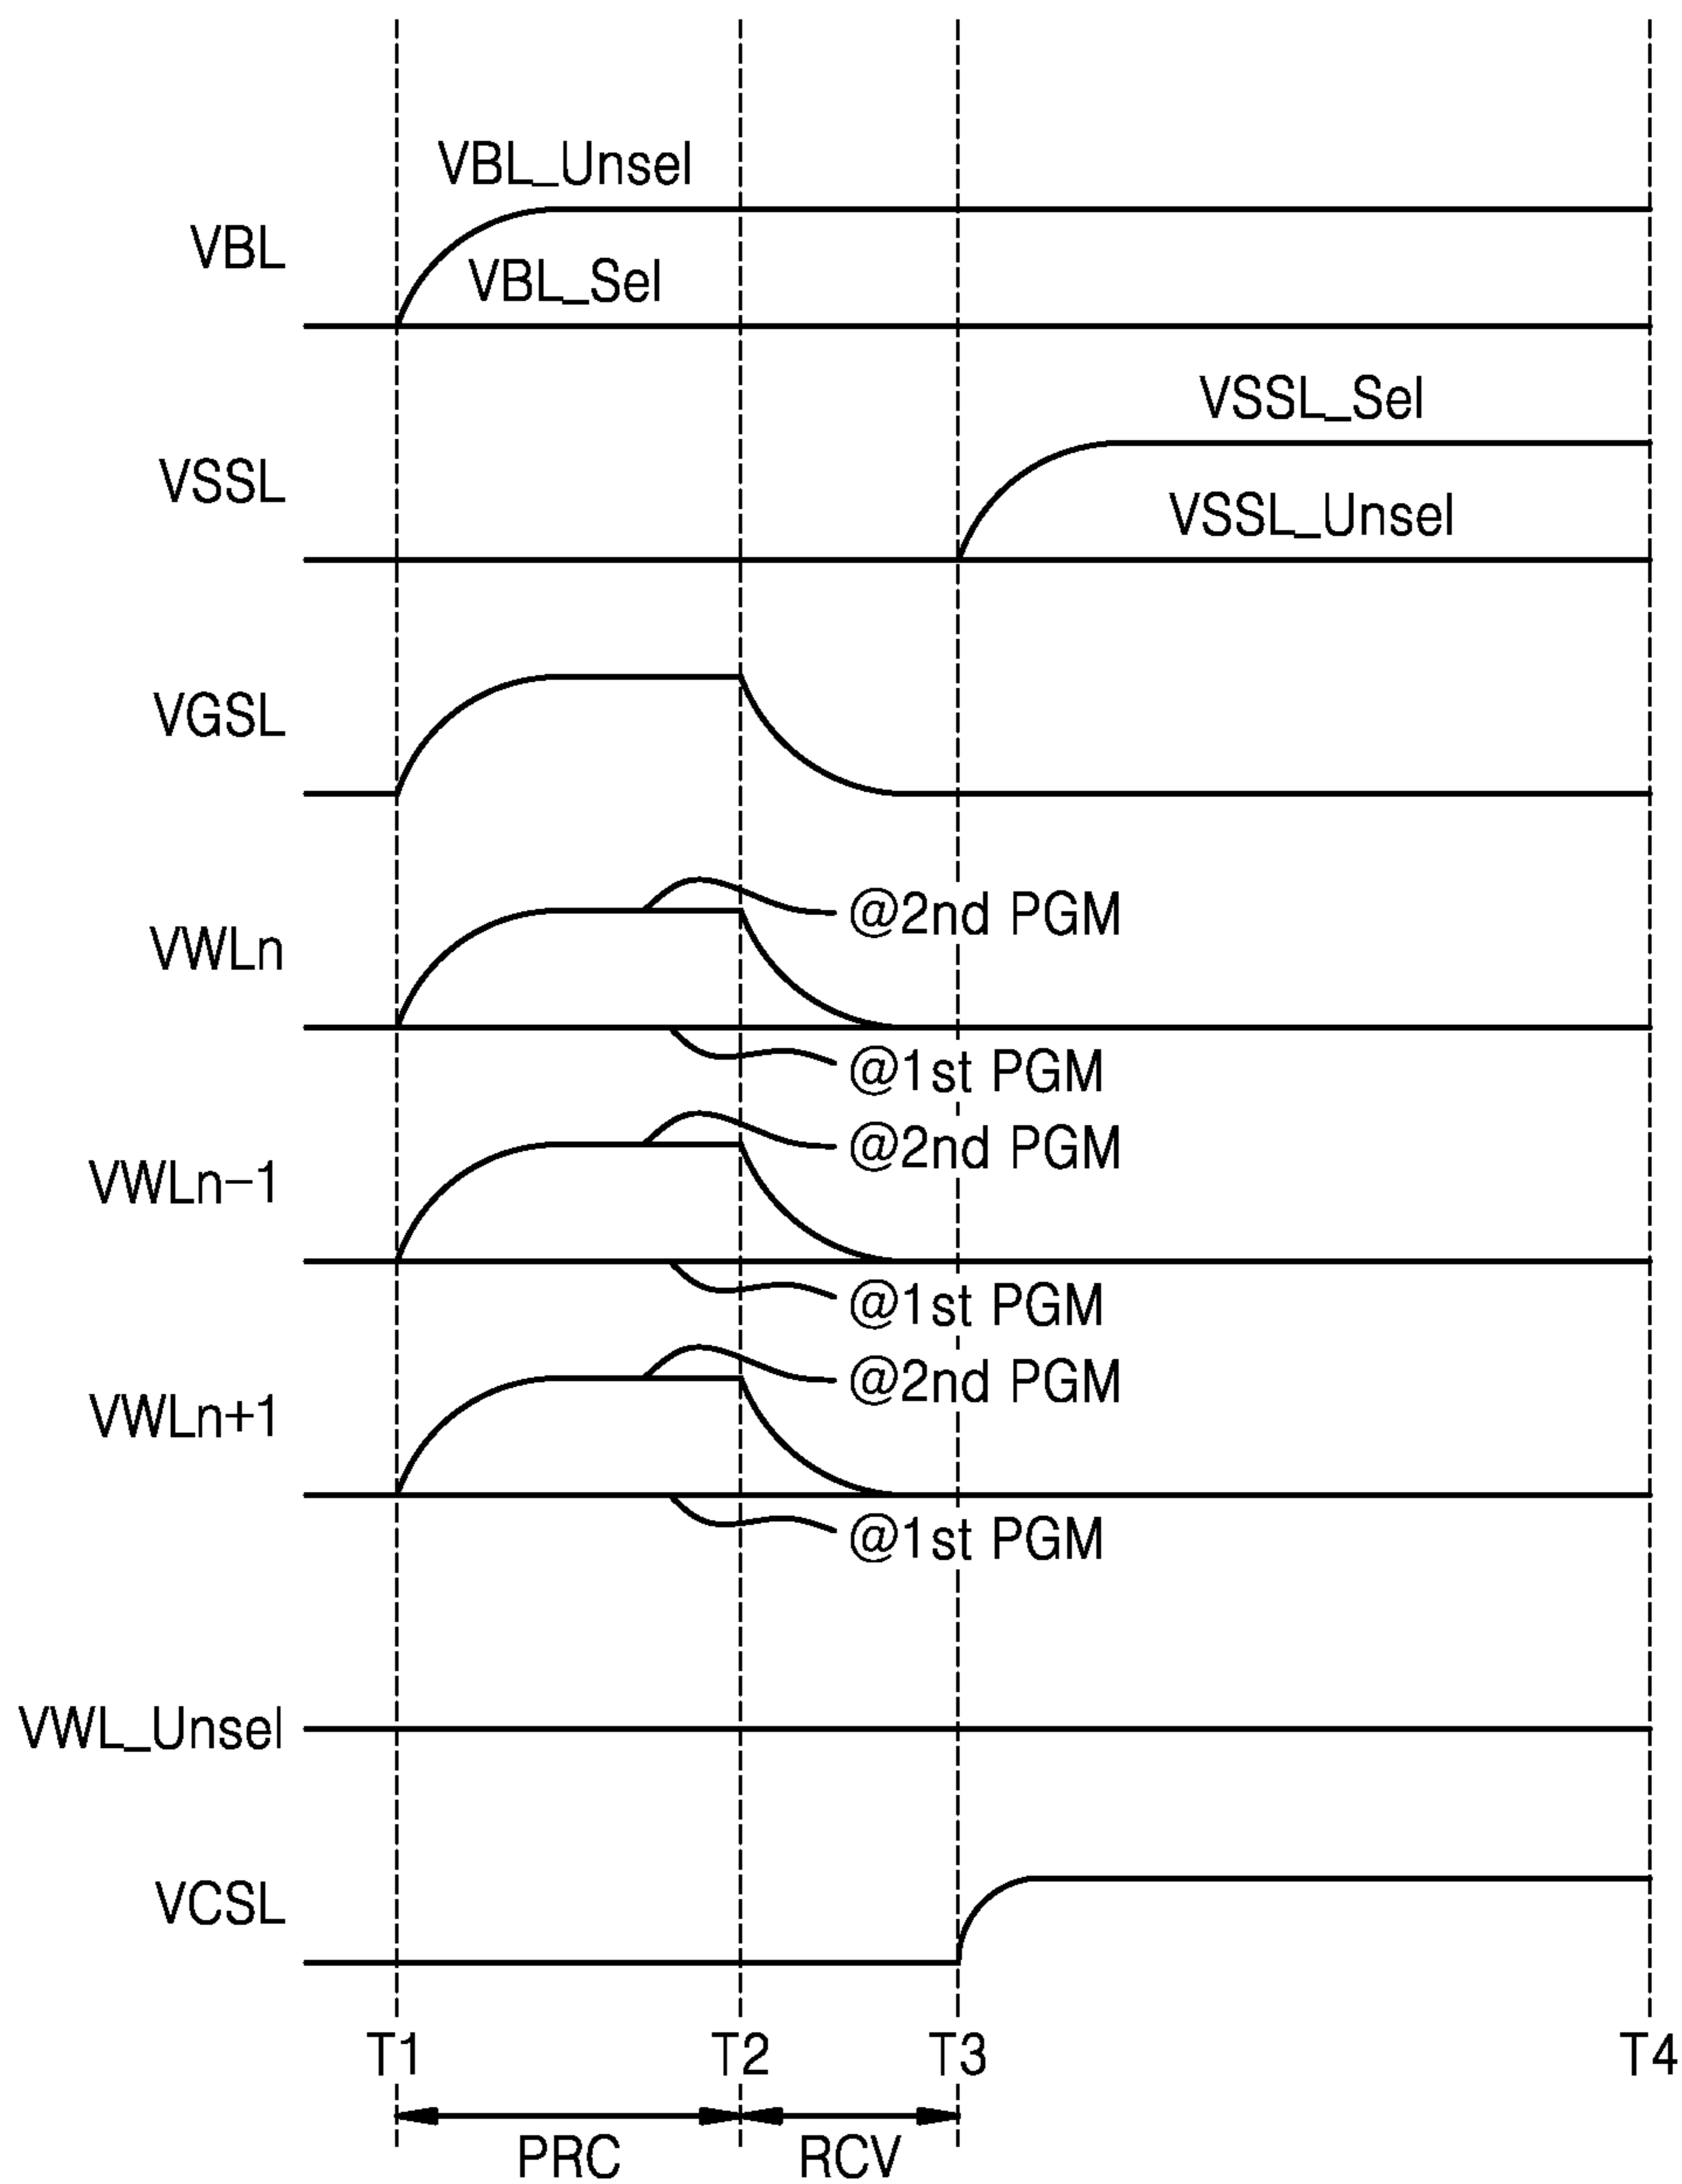 VBL_Unsel
VBL
VBL_Sel
VSSL_Sel
VSSL
VSSL_Unsel
VGSL
@2nd PGM
VWLn
@1st PGM
@2nd PGM
VWLn-1
@1st PGM
@2nd PGM
VWLn+1
@1st PGM
VWL_Unsel
VCSL
T1 T2 T3 T4
PRC RCV